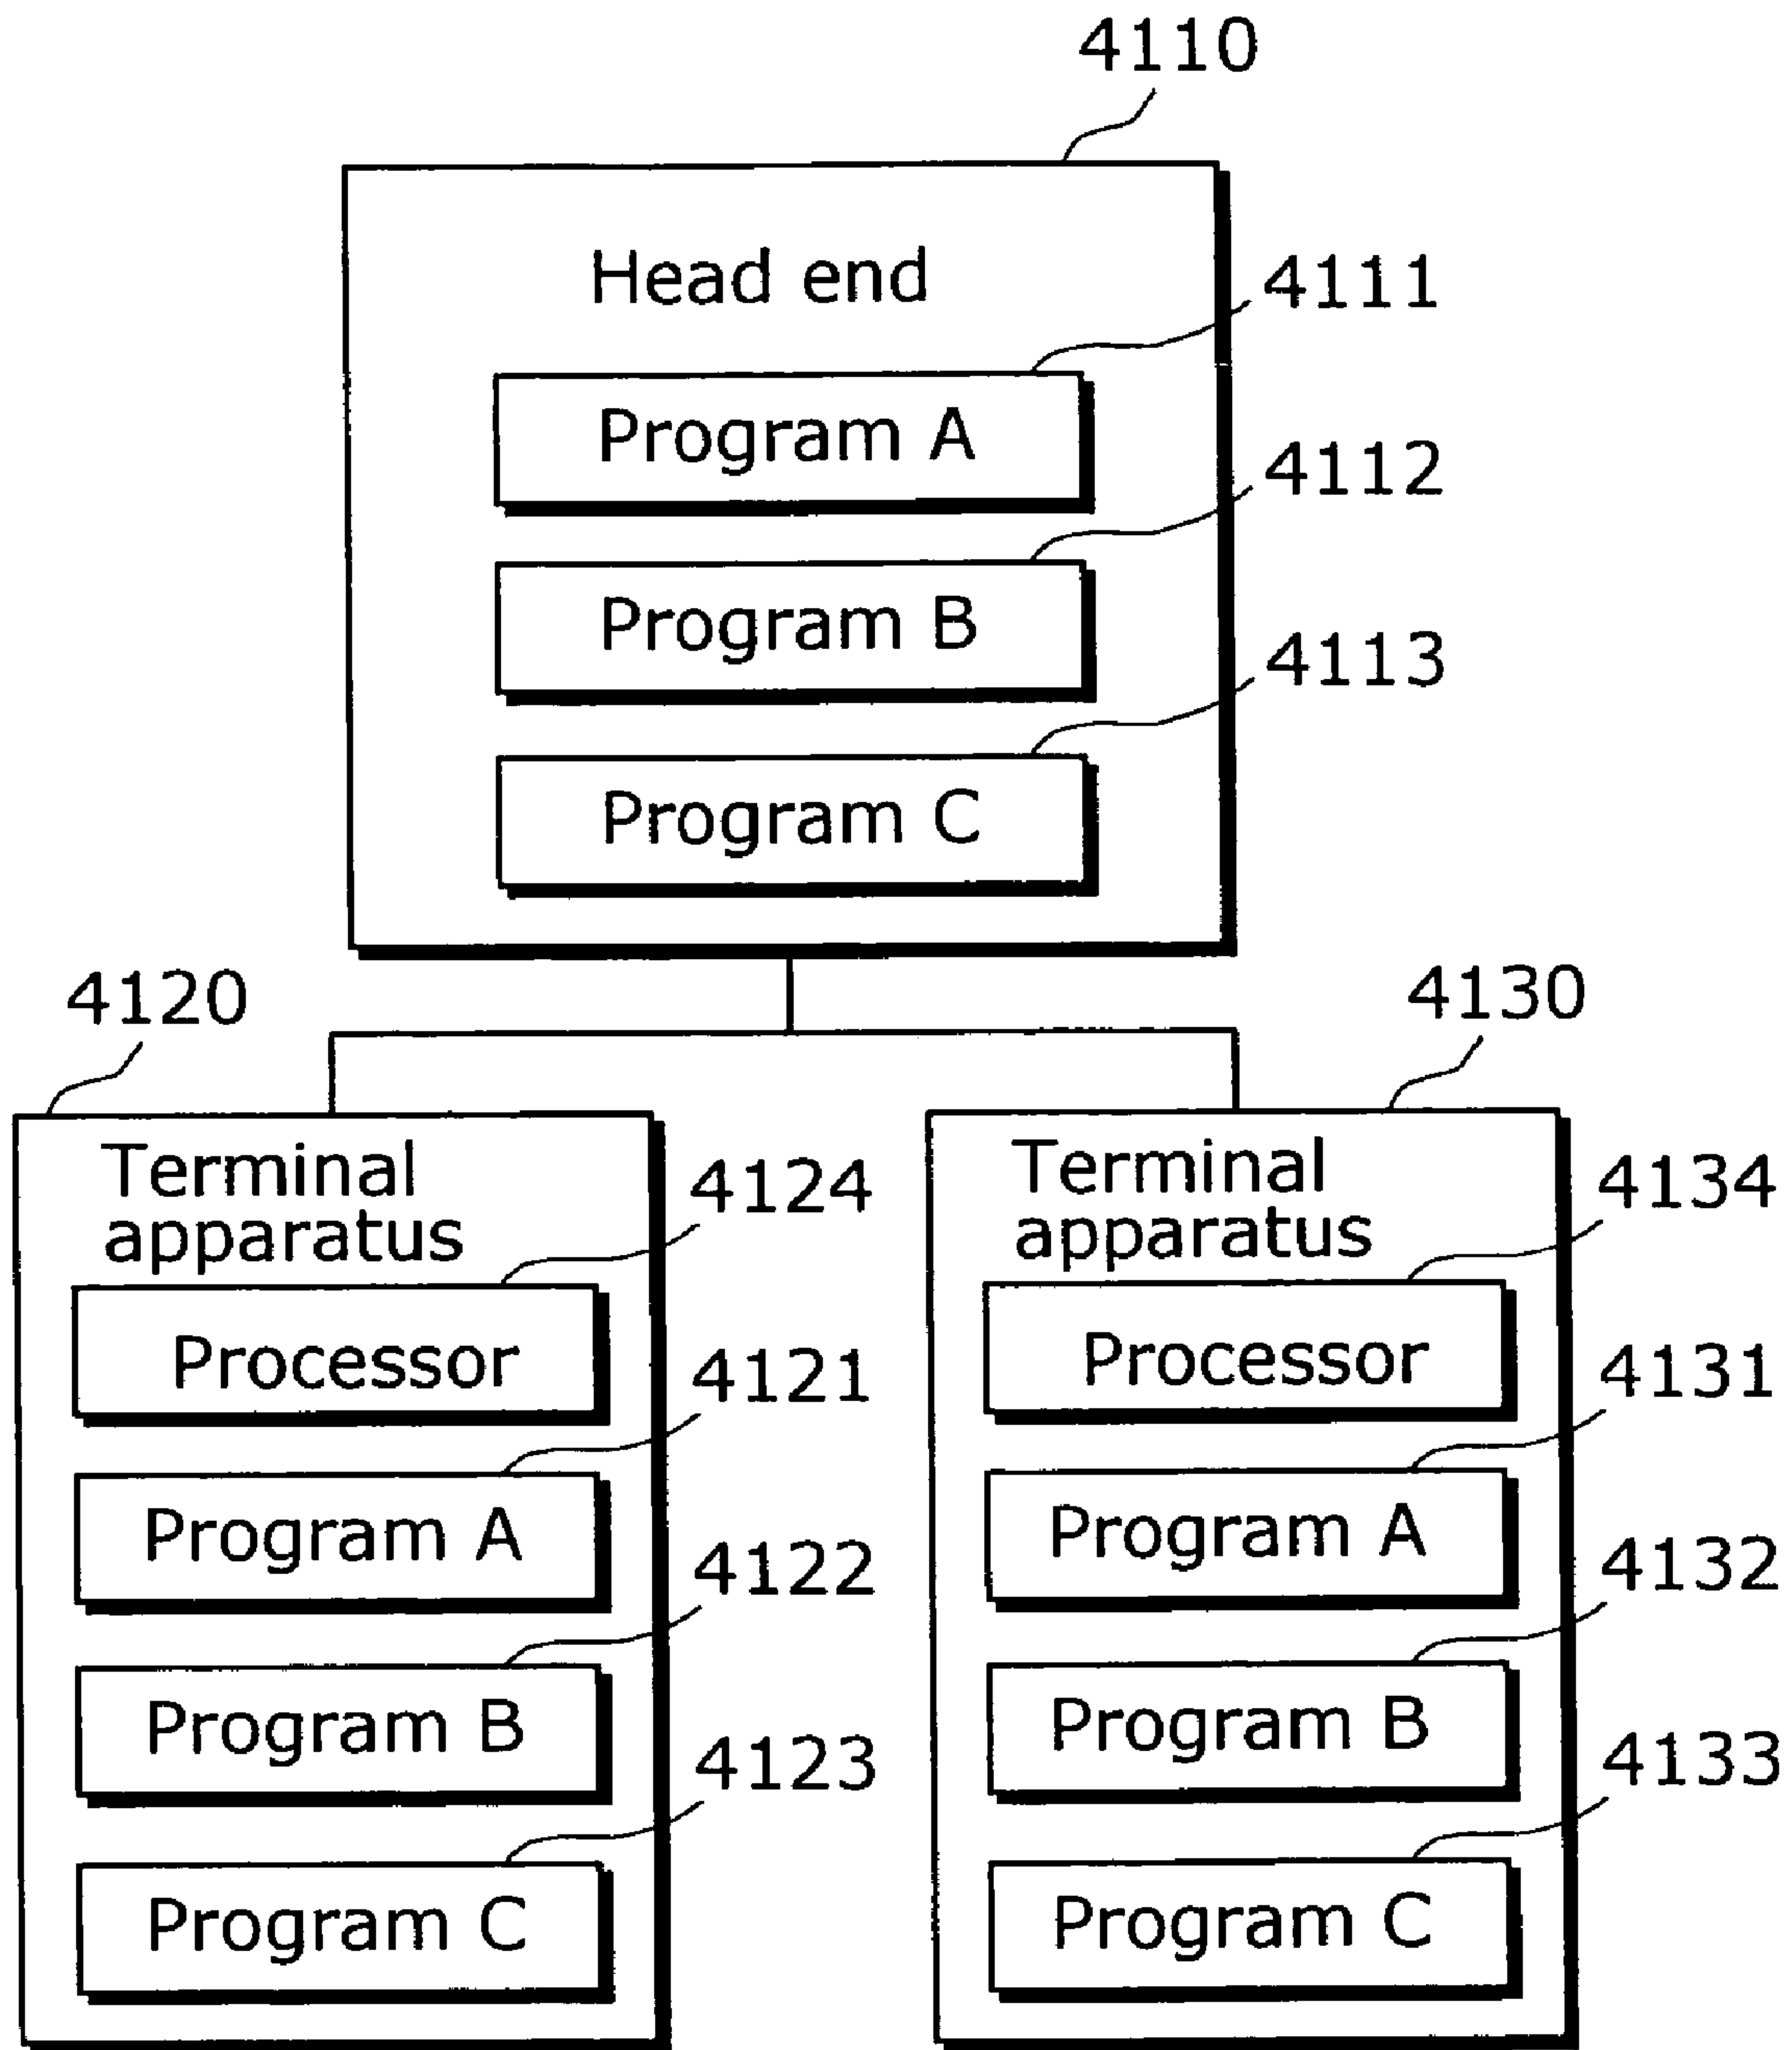 4110
Head end
4111
Program A
4112
Program B
4113
Program C
4120
4130
Terminal
apparatus
4124
Processor
4121
Program A
4122
Program B
4123
Program C
Terminal
apparatus
4134
Processor
4131
Program A
4132
Program B
4133
Program C